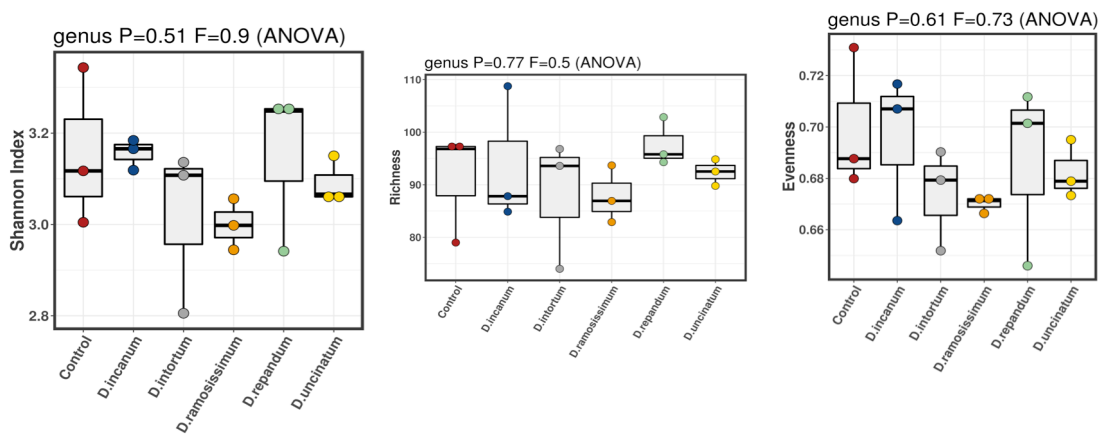 genus P=0.51 F=0.9 (ANOVA)
Shannon Index
3.2
3.0
2.8
Control
D.incanum
D.intortum
D.ramosissimum
D.repandum
D.uncinatum
genus P=0.77 F=0.5 (ANOVA)
Richness
110
100
90
80
Control
D.incanum
D.intortum
D.ramosissimum
D.repandum
D.uncinatum
genus P=0.61 F=0.73 (ANOVA)
Evenness
0.72
0.70
0.68
0.66
Control
D.incanum
D.intortum
D.ramosissimum
D.repandum
D.uncinatum